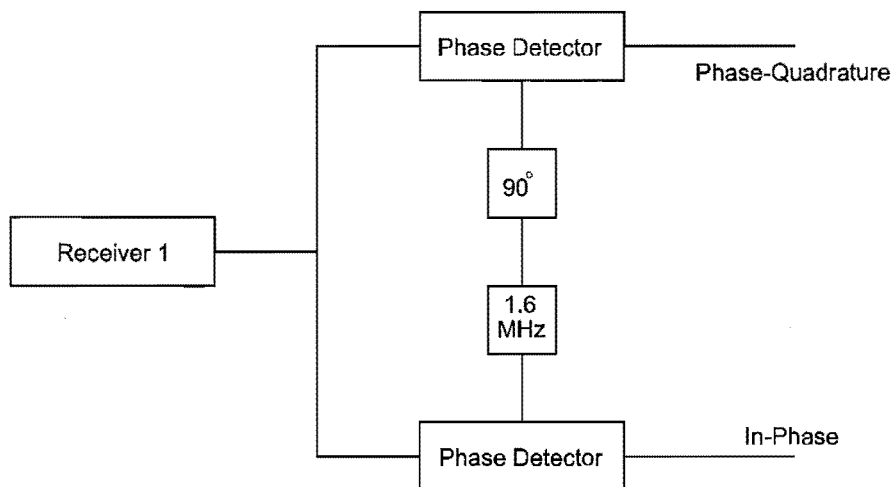 Phase Detector
Phase-Quadrature
90°
Receiver 1
1.6
MHz
In-Phase
Phase Detector